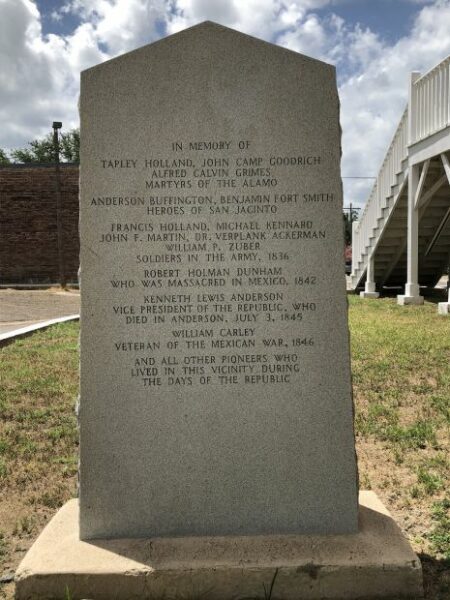 IN MEMORY OF
TAPLEY HOLLAND, JOHN CAMP GOODRICH
ALFRED CALVIN GRIMES
MARTYRS OF THE ALAMO
ANDERSON BUFFINGTON, BENJAMIN FORT SMITH
HEROES OF SAN JACINTO
FRANCIS HOLLAND, MICHAEL KENNARD
JOHN F. MARTIN, DR. VERPLANK ACKERMAN
WILLIAM P. ZUBER
SOLDIERS IN THE ARMY, 1836
ROBERT HOLMAN DUNHAM
WHO WAS MASSACRED IN MEXICO, 1842
KENNETH LEWIS ANDERSON
VICE PRESIDENT OF THE REPUBLIC, WHO
DIED IN ANDERSON, JULY 3, 1845
WILLIAM CARLEY
VETERAN OF THE MEXICAN WAR, 1846
AND ALL OTHER PIONEERS WHO
LIVED IN THIS VICINITY DURING
THE DAYS OF THE REPUBLIC